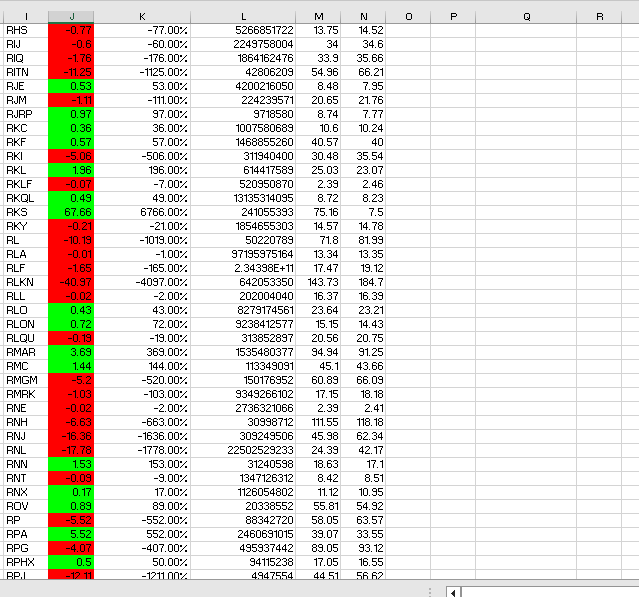 I J K L M N O P Q R
RHS -0.77 -77.00% 5266851722 13.75 14.52
RIJ -0.6 -60.00% 2249758004 34 34.6
RIQ -1.76 -176.00% 1864162476 33.9 35.66
RITN -11.25 -1125.00% 42806209 54.96 66.21
RJE 0.53 53.00% 4200216050 8.48 7.95
RJM -1.11 -111.00% 224239571 20.65 21.76
RJRP 0.97 97.00% 9718580 8.74 7.77
RKC 0.36 36.00% 1007580689 10.6 10.24
RKF 0.57 57.00% 1468855260 40.57 40
RKI -5.06 -506.00% 311940400 30.48 35.54
RKL 1.96 196.00% 614417589 25.03 23.07
RKLF -0.07 -7.00% 520950870 2.39 2.46
RKQL 0.49 49.00% 13135314095 8.72 8.23
RKS 67.66 6766.00% 241055393 75.16 7.5
RKY -0.21 -21.00% 1854655303 14.57 14.78
RL -10.19 -1019.00% 50220789 71.8 81.99
RLA -0.01 -1.00% 97195975164 13.34 13.35
RLF -1.65 -165.00% 2.34398E+11 17.47 19.12
RLKN -40.97 -4097.00% 642053350 143.73 184.7
RLL -0.02 -2.00% 202004040 16.37 16.39
RLO 0.43 43.00% 8279174561 23.64 23.21
RLON 0.72 72.00% 9238412577 15.15 14.43
RLQU -0.19 -19.00% 313852897 20.56 20.75
RMAR 3.69 369.00% 1535480377 94.94 91.25
RMC 1.44 144.00% 113349091 45.1 43.66
RMGM -5.2 -520.00% 150176952 60.89 66.09
RMRK -1.03 -103.00% 9349266102 17.15 18.18
RNE -0.02 -2.00% 2736321066 2.39 2.41
RNH -6.63 -663.00% 30998712 111.55 118.18
RNJ -16.36 -1636.00% 309249506 45.98 62.34
RNL -17.78 -1778.00% 22502529233 24.39 42.17
RNN 1.53 153.00% 31240598 18.63 17.1
RNT -0.09 -9.00% 1347126312 8.42 8.51
RNX 0.17 17.00% 1126054802 11.12 10.95
ROV 0.89 89.00% 20338552 55.81 54.92
RP -5.52 -552.00% 88342720 58.05 63.57
RPA 5.52 552.00% 2460691015 39.07 33.55
RPG -4.07 -407.00% 495937442 89.05 93.12
RPHX 0.5 50.00% 94115238 17.05 16.55
RPJ -12.11 -1211.00% 4947554 44.51 56.62